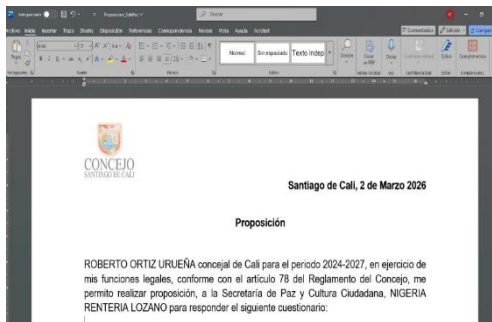 Archivo Inicio Insertar Dibujo Diseño Disposición Referencias Correspondencia Revisar Vista Ayuda Acrobat
Comentarios Edición
Normal Sin espaciado Texto indep
CONCEJO
SANTIAGO DE CALI
Santiago de Cali, 2 de Marzo 2026
Proposición
ROBERTO ORTIZ URUEÑA concejal de Cali para el periodo 2024-2027, en ejercicio de
mis funciones legales, conforme con el artículo 78 del Reglamento del Concejo, me
permito realizar proposición, a la Secretaría de Paz y Cultura Ciudadana, NIGERIA
RENTERIA LOZANO para responder el siguiente cuestionario: